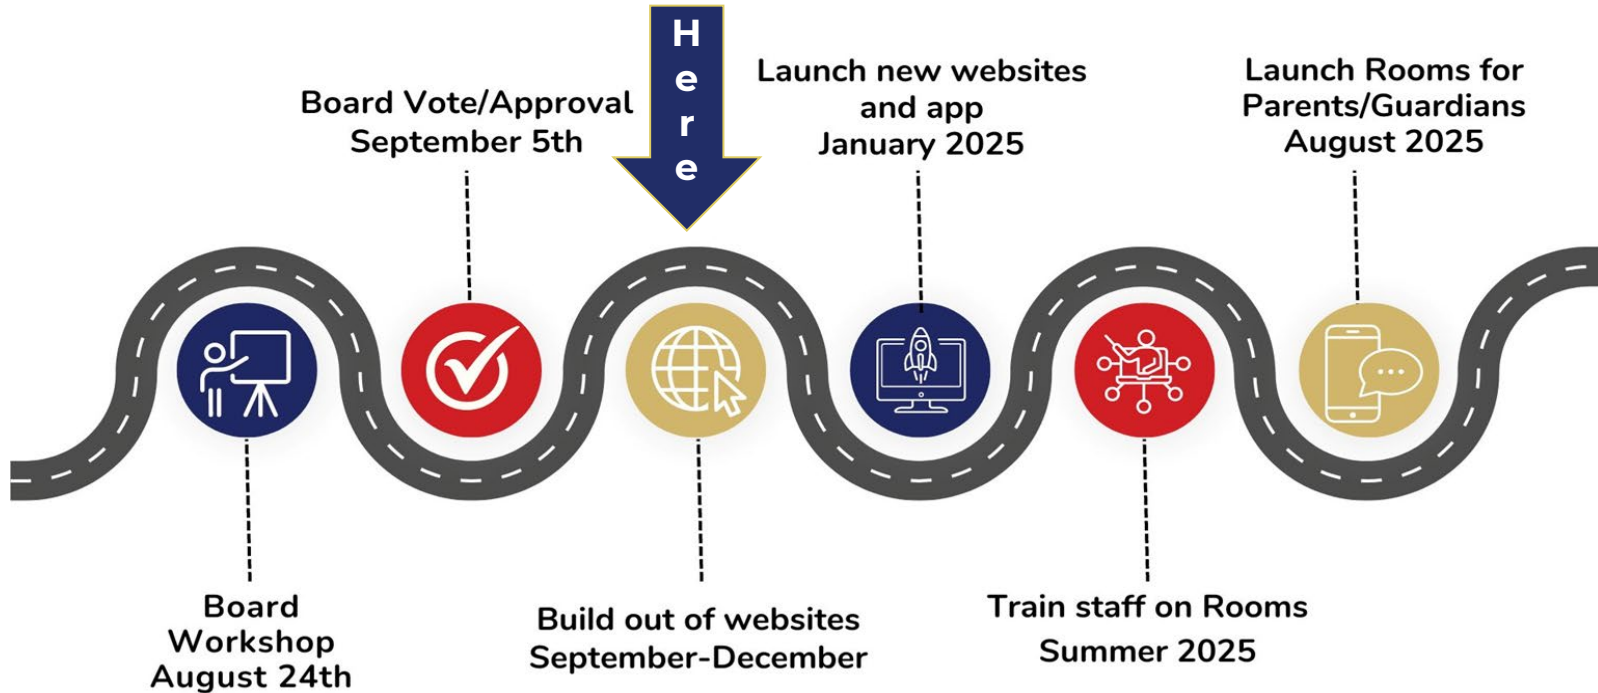 Here
Board Vote/Approval
September 5th
Launch new websites
and app
January 2025
Launch Rooms for
Parents/Guardians
August 2025
Board
Workshop
August 24th
Build out of websites
September-December
Train staff on Rooms
Summer 2025